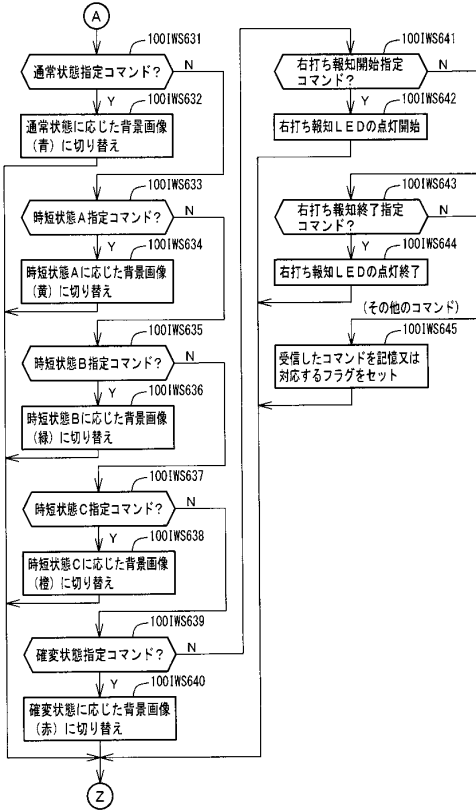 A
100IWS631
通常状態指定コマンド?
N
Y
100IWS632
通常状態に応じた背景画像
(青)に切り替え
100IWS633
時短状態A指定コマンド?
N
Y
100IWS634
時短状態Aに応じた背景画像
(黄)に切り替え
100IWS635
時短状態B指定コマンド?
N
Y
100IWS636
時短状態Bに応じた背景画像
(緑)に切り替え
100IWS637
時短状態C指定コマンド?
N
Y
100IWS638
時短状態Cに応じた背景画像
(橙)に切り替え
100IWS639
確変状態指定コマンド?
N
Y
100IWS640
確変状態に応じた背景画像
(赤)に切り替え
Z
100IWS641
右打ち報知開始指定
コマンド?
N
Y
100IWS642
右打ち報知LEDの点灯開始
100IWS643
右打ち報知終了指定
コマンド?
N
Y
100IWS644
右打ち報知LEDの点灯終了
(その他のコマンド)
100IWS645
受信したコマンドを記憶又は
対応するフラグをセット